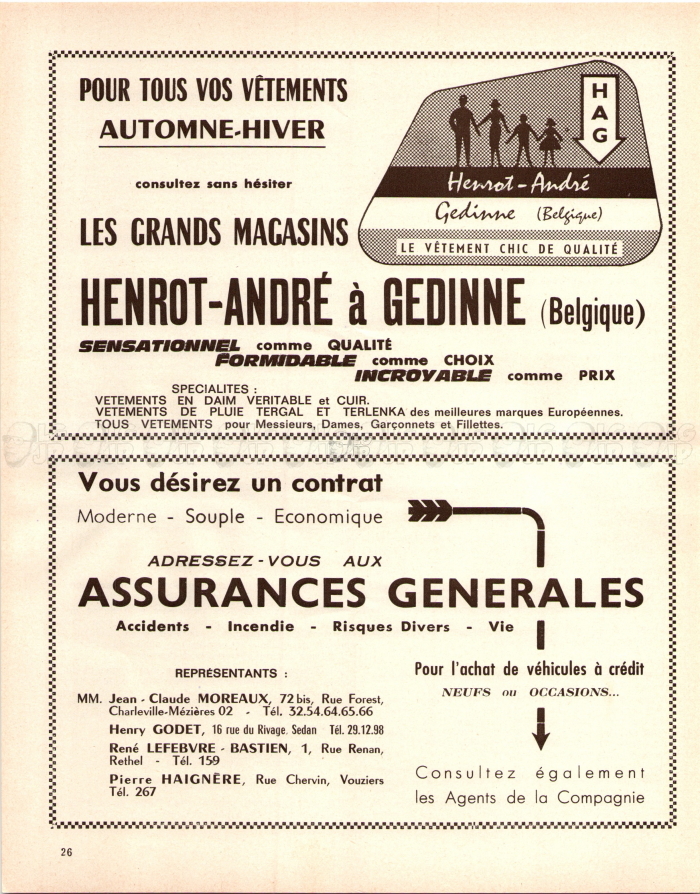 POUR TOUS VOS VÊTEMENTS
AUTOMNE-HIVER
consultez sans hésiter
LES GRANDS MAGASINS
HAG
Henrot-André
Gedinne (Belgique)
LE VÊTEMENT CHIC DE QUALITÉ
HENROT-ANDRÉ à GEDINNE (Belgique)
SENSATIONNEL comme QUALITÉ
FORMIDABLE comme CHOIX
INCROYABLE comme PRIX
SPECIALITES :
VETEMENTS EN DAIM VERITABLE et CUIR.
VETEMENTS DE PLUIE TERGAL ET TERLENKA des meilleures marques Européennes.
TOUS VETEMENTS pour Messieurs, Dames, Garçonnets et Fillettes.
Vous désirez un contrat
Moderne - Souple - Economique
ADRESSEZ-VOUS AUX
ASSURANCES GENERALES
Accidents - Incendie - Risques Divers - Vie
REPRÉSENTANTS :
MM. Jean - Claude MOREAUX, 72 bis, Rue Forest,
Charleville-Mézières 02 - Tél. 32.54.64.65.66
Henry GODET, 16 rue du Rivage. Sedan Tél. 29.12.98
René LEFEBVRE - BASTIEN, 1, Rue Renan,
Rethel - Tél. 159
Pierre HAIGNÈRE, Rue Chervin, Vouziers
Tél. 267
Pour l'achat de véhicules à crédit
NEUFS ou OCCASIONS...
Consultez également
les Agents de la Compagnie
26